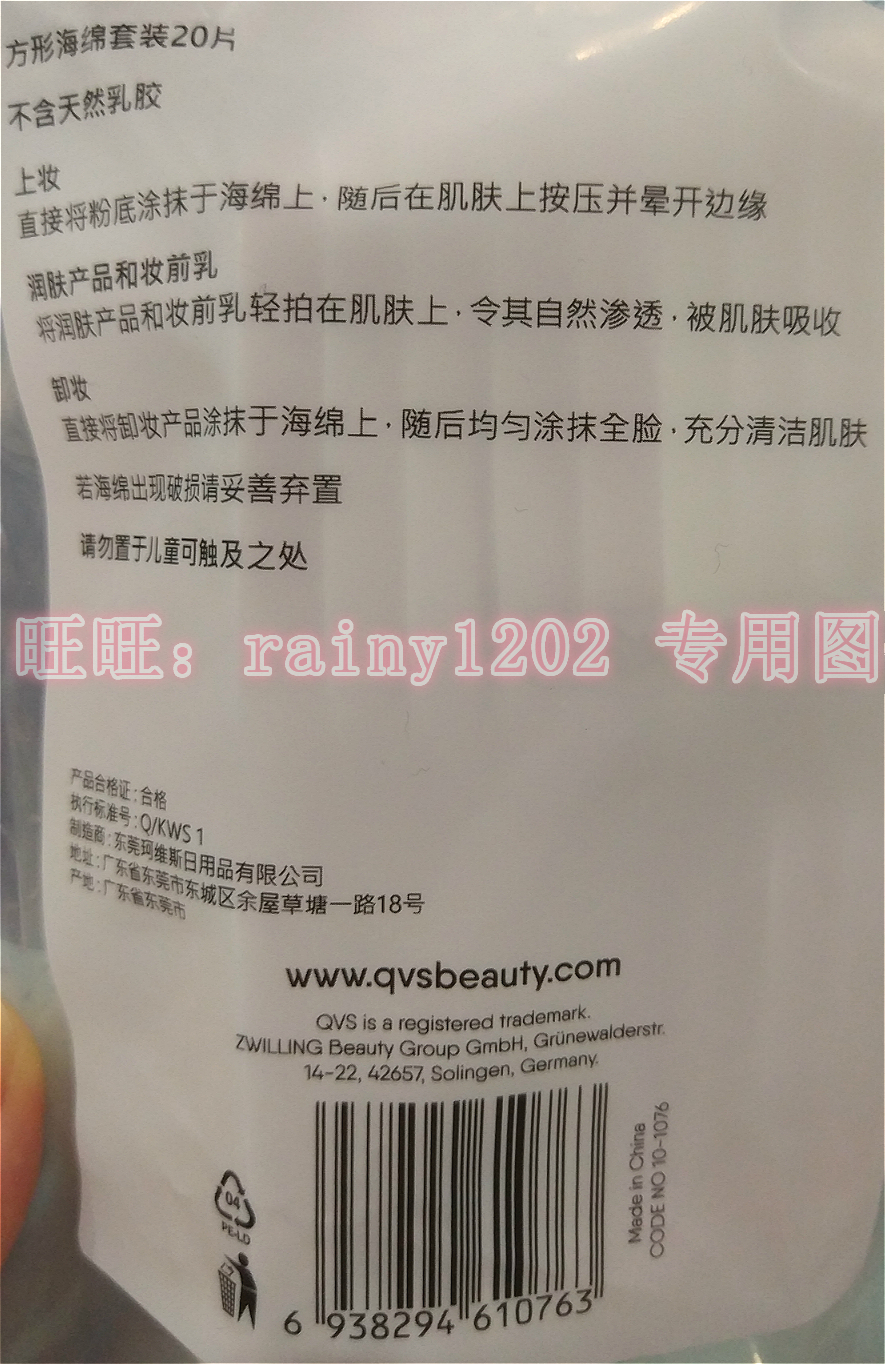 方形海绵套装20片
不含天然乳胶
上妆
直接将粉底涂抹于海绵上，随后在肌肤上按压并晕开边缘
润肤产品和妆前乳
将润肤产品和妆前乳轻拍在肌肤上，令其自然渗透，被肌肤吸收
卸妆
直接将卸妆产品涂抹于海绵上，随后均匀涂抹全脸，充分清洁肌肤
若海绵出现破损请妥善弃置
请勿置于儿童可触及之处
旺旺：rainy1202 专用图
产品合格证：合格
执行标准号：Q/KWS 1
制造商：东莞珂维斯日用品有限公司
地址：广东省东莞市东城区余屋草塘一路18号
产地：广东省东莞市
www.qvsbeauty.com
QVS is a registered trademark.
ZWILLING Beauty Group GmbH, Grünewalderstr.
14-22, 42657, Solingen, Germany.
Made in China
CODE NO 10-1076
04
PE-LD
6 938294 610763